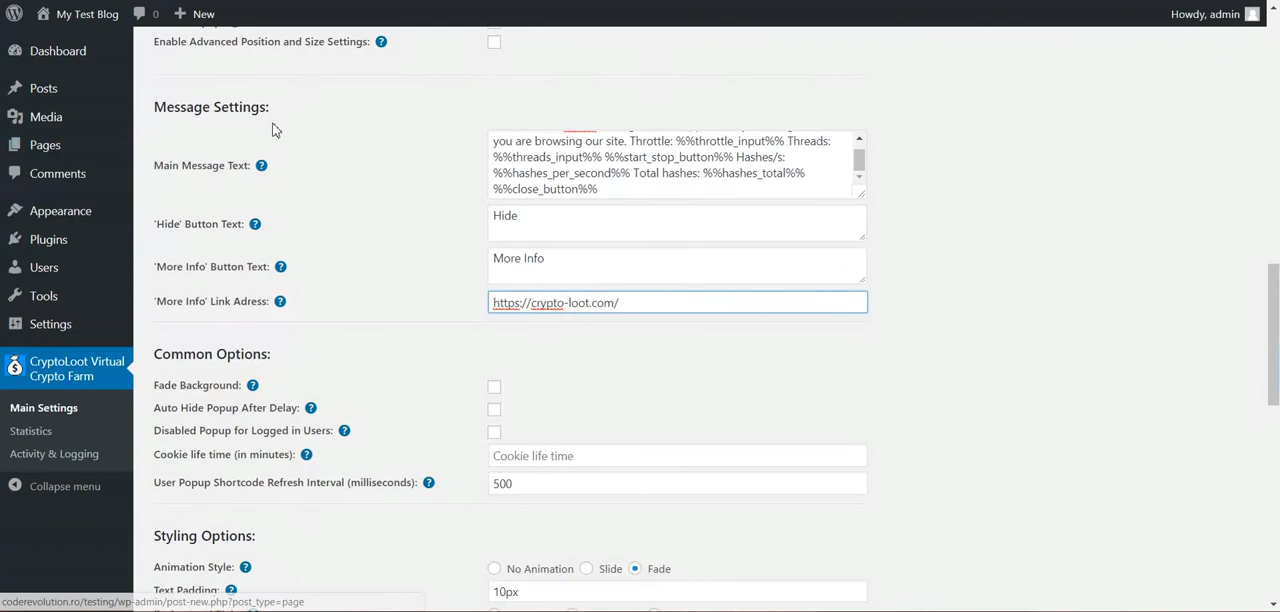 My Test Blog
0
New
Howdy, admin
Dashboard
Posts
Media
Pages
Comments
Appearance
Plugins
Users
Tools
Settings
CryptoLoot Virtual
Crypto Farm
Main Settings
Statistics
Activity & Logging
Collapse menu
Enable Advanced Position and Size Settings:
Message Settings:
Main Message Text:
you are browsing our site. Throttle: %%throttle_input%% Threads:
%%threads_input%% %%start_stop_button%% Hashes/s:
%%hashes_per_second%% Total hashes: %%hashes_total%%
%%close_button%%
'Hide' Button Text:
Hide
'More Info' Button Text:
More Info
'More Info' Link Adress:
https://crypto-loot.com/
Common Options:
Fade Background:
Auto Hide Popup After Delay:
Disabled Popup for Logged in Users:
Cookie life time (in minutes):
Cookie life time
User Popup Shortcode Refresh Interval (milliseconds):
500
Styling Options:
Animation Style:
No Animation
Slide
Fade
Text Padding:
10px
coderevolution.ro/testing/wp-admin/post-new.php?post_type=page